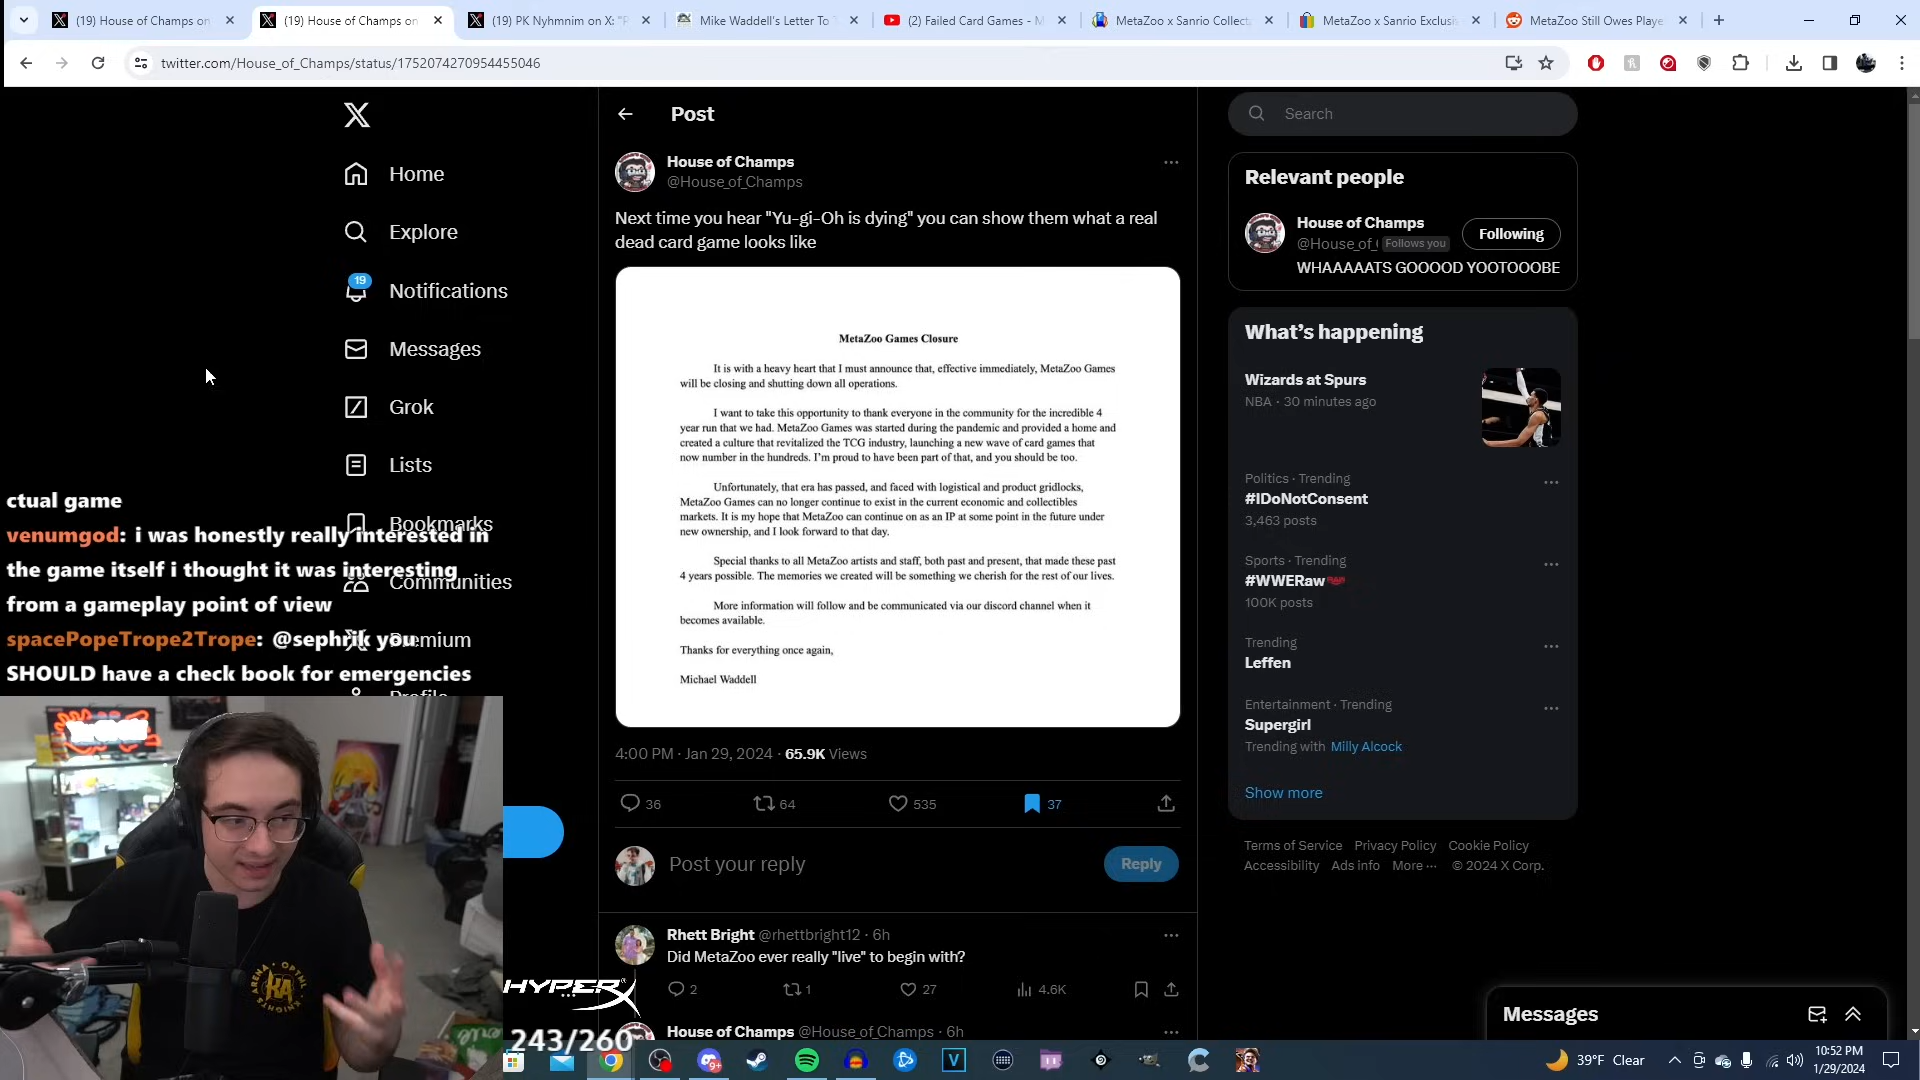 (19) House of Champs on
(19) House of Champs on
(19) PK Nyhmnim on X: "P
Mike Waddell's Letter To
(2) Failed Card Games - M
MetaZoo x Sanrio Collect
MetaZoo x Sanrio Exclusiv
MetaZoo Still Owes Playe
twitter.com/House_of_Champs/status/1752074270954455046
Home
Explore
19
Notifications
Messages
Grok
Lists
Bookmarks
Communities
Premium
Profile
ctual game
venumgod: i was honestly really interested in
the game itself i thought it was interesting
from a gameplay point of view
spacePopeTrope2Trope: @sephrik you
SHOULD have a check book for emergencies
Post
House of Champs
@House_of_Champs
Next time you hear "Yu-gi-Oh is dying" you can show them what a real
dead card game looks like
MetaZoo Games Closure
It is with a heavy heart that I must announce that, effective immediately, MetaZoo Games
will be closing and shutting down all operations.
I want to take this opportunity to thank everyone in the community for the incredible 4
year run that we had. MetaZoo Games was started during the pandemic and provided a home and
created a culture that revitalized the TCG industry, launching a new wave of card games that
now number in the hundreds. I'm proud to have been part of that, and you should be too.
Unfortunately, that era has passed, and faced with logistical and product gridlocks,
MetaZoo Games can no longer continue to exist in the current economic and collectibles
markets. It is my hope that MetaZoo can continue on as an IP at some point in the future under
new ownership, and I look forward to that day.
Special thanks to all MetaZoo artists and staff, both past and present, that made these past
4 years possible. The memories we created will be something we cherish for the rest of our lives.
More information will follow and be communicated via our discord channel when it
becomes available.
Thanks for everything once again,
Michael Waddell
4:00 PM · Jan 29, 2024 · 65.9K Views
36 64 535 37
Post your reply
Reply
Rhett Bright @rhettbright12 · 6h
Did MetaZoo ever really "live" to begin with?
2 1 27 4.6K
House of Champs @House_of_Champs · 6h
Search
Relevant people
House of Champs
@House_of_( Follows you
Following
WHAAAAATS GOOOOD YOOTOOOBE
What's happening
Wizards at Spurs
NBA · 30 minutes ago
Politics · Trending
#IDoNotConsent
3,463 posts
Sports · Trending
#WWERaw
100K posts
Trending
Leffen
Entertainment · Trending
Supergirl
Trending with Milly Alcock
Show more
Terms of Service Privacy Policy Cookie Policy
Accessibility Ads info More ··· © 2024 X Corp.
Messages
HYPERX
243/260
ARENA
KA
KNIGHTS
9+
V
39°F Clear
10:52 PM
1/29/2024